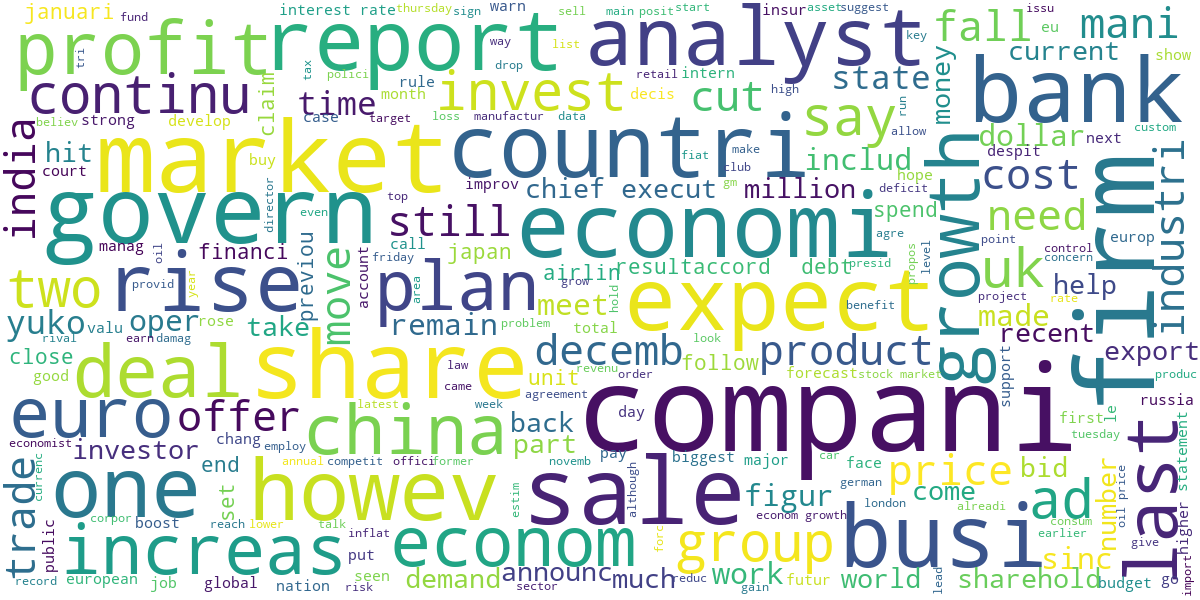 januari fund interest rate thursday sign warn sell main posit start insur asset suggest fall issu mani
profit report analyst eu current show
tri way list key
drop
continu claim tax polici rule month time invest decis retail intern cut high state money bank
believ strong develop case target loss manufactur data say run allow dollar next custom
india hit court buy market countri fiat make club includ growth despit cost firm industri
director top improv chief execut gm million hope deficit
govern even still economi spend need
manag oil financi previou call friday japan agre point control europ
rise move account plan airlin result accord debt presid propos level uk concern
two provid year area grow hold expect benefit project help rate
yuko valu oper rose take remain meet problem total made recent
rival earn damag look
close law decemb product export
good deal share came unit revenu follow forecast stock market support produc
latest agreement order compani
euro offer china week day first le russia
economist chang employ back part tuesday last statement
investor annual competit offici former novemb pay biggest major car face german price bid
trade currenc end one howev sale although figur london come number oil price
set estim alreadi ad consum
corpor reach lower talk econom growth earlier
public boost increas inflat econom forc group busi sinc give import higher
european job put seen demand announc much reduc work futur world sharehold budget go
record global nation risk sector gain lead